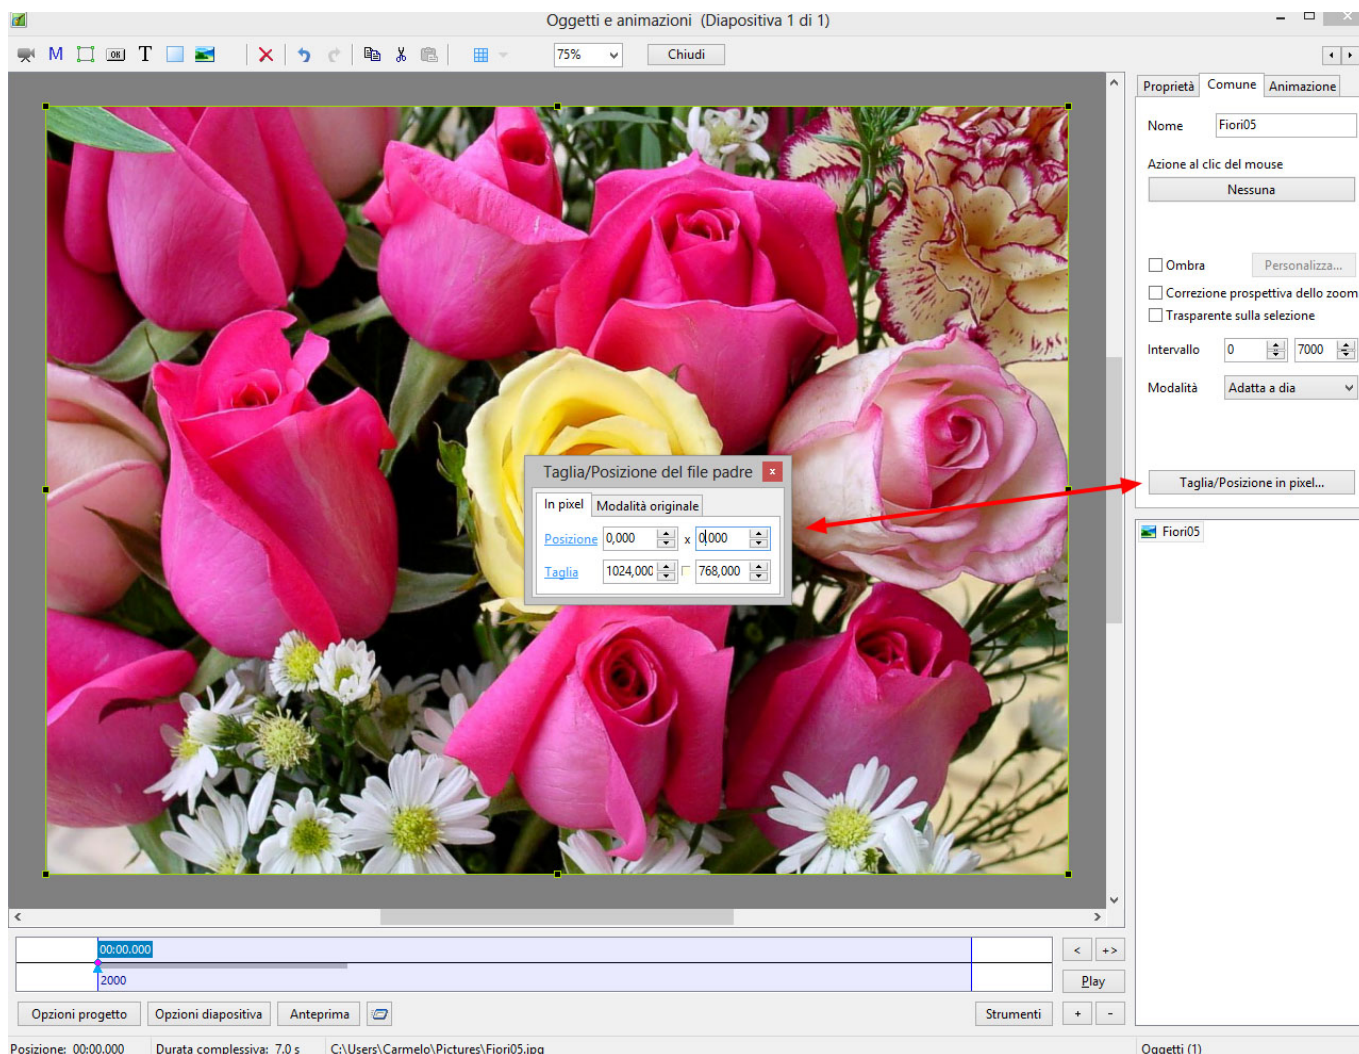 Oggetti e animazioni (Diapositiva 1 di 1)
M OK T 75% Chiudi
Proprietà Comune Animazione
Nome Fiori05
Azione al clic del mouse
Nessuna
Ombra Personalizza...
Correzione prospettiva dello zoom
Trasparente sulla selezione
Intervallo 0 7000
Modalità Adatta a dia
Taglia/Posizione in pixel...
Fiori05
Taglia/Posizione del file padre x
In pixel Modalità originale
Posizione 0,000 x 0,000
Taglia 1024,000 768,000
00:00.000 < +>
2000 Play
Opzioni progetto Opzioni diapositiva Anteprima Strumenti + -
Posizione: 00:00.000 Durata complessiva: 7.0 s C:\Users\Carmelo\Pictures\Fiori05.jpg Oggetti (1)